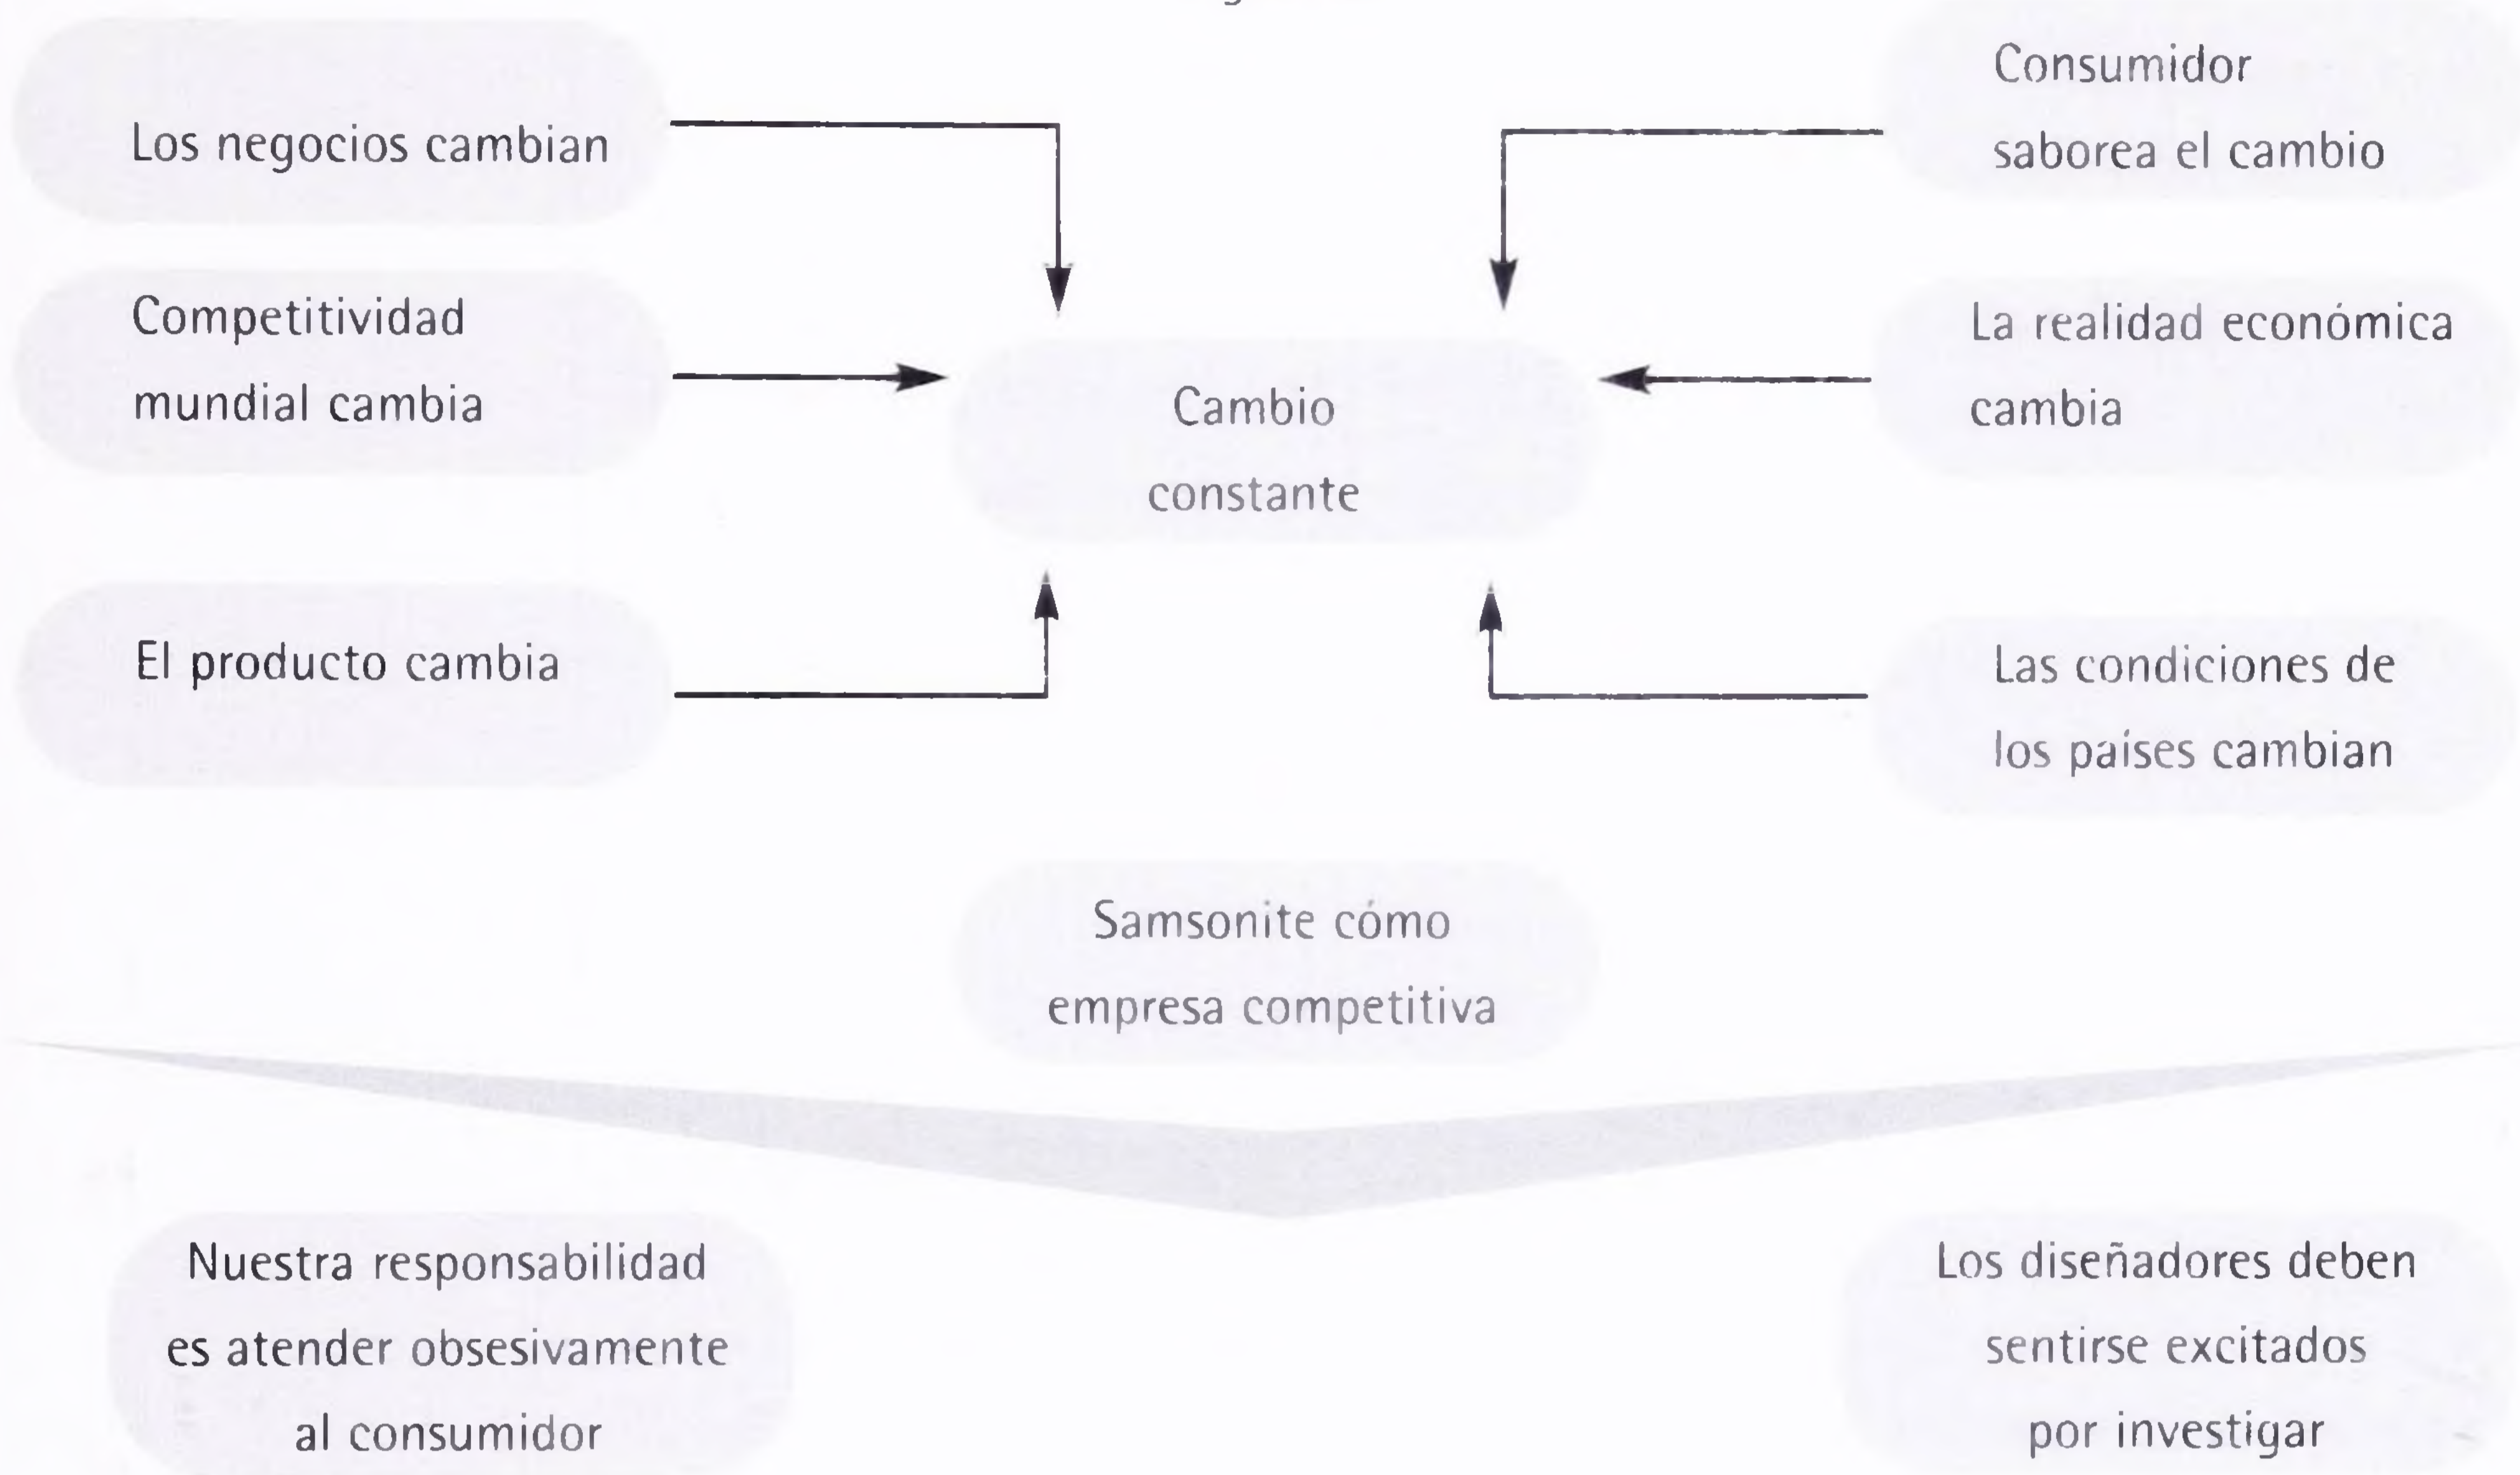 Los negocios cambian
Consumidor
saborea el cambio
Competitividad
mundial cambia
Cambio
constante
La realidad económica
cambia
El producto cambia
Las condiciones de
los países cambian
Samsonite cómo
empresa competitiva
Nuestra responsabilidad
es atender obsesivamente
al consumidor
Los diseñadores deben
sentirse excitados
por investigar